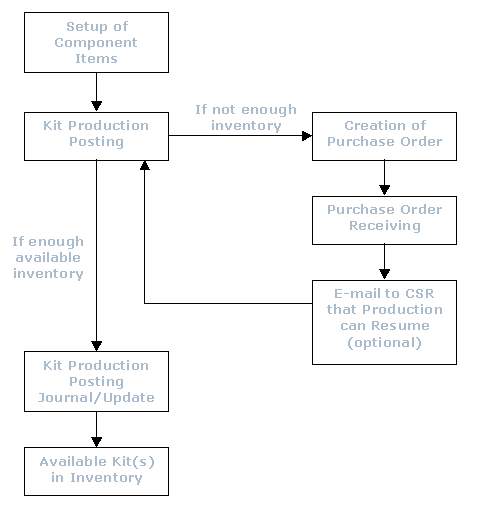 Setup of
Component
Items
Kit Production
Posting
If not enough
inventory
Creation of
Purchase Order
Purchase Order
Receiving
If enough
available
inventory
E-mail to CSR
that Production
can Resume
(optional)
Kit Production
Posting
Journal/Update
Available Kit(s)
in Inventory